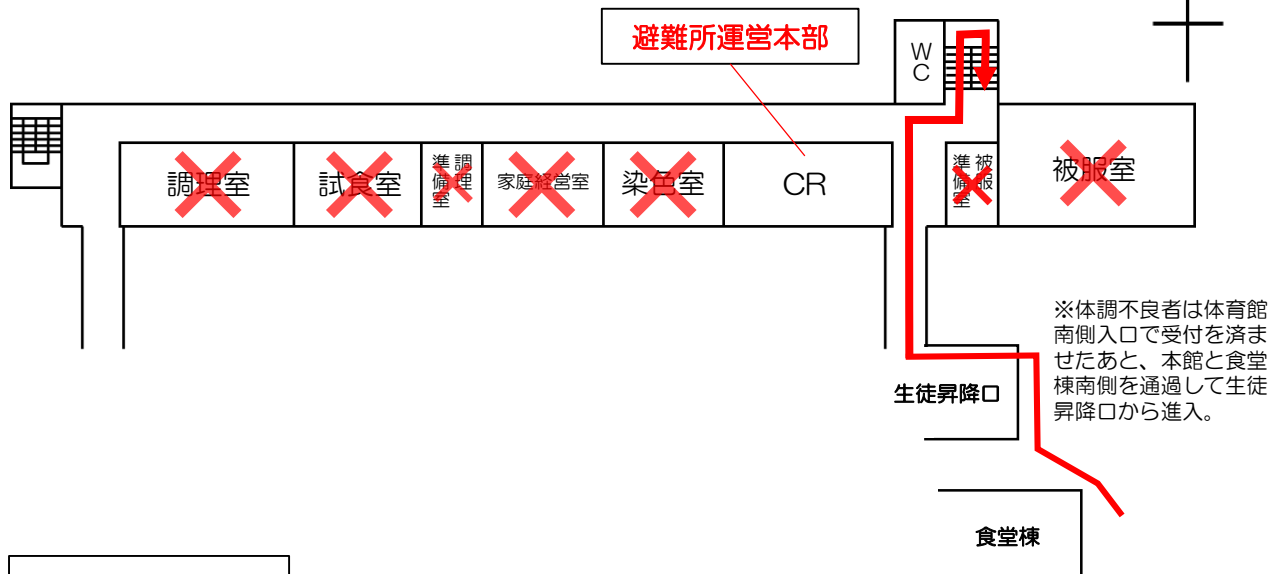 避難所運営本部
WC
調理室
試食室
調理
準備室
家庭経営室
染色室
CR
被服
準備室
被服室
※体調不良者は体育館
南側入口で受付を済ま
せたあと、本館と食堂
棟南側を通過して生徒
昇降口から進入。
生徒昇降口
食堂棟